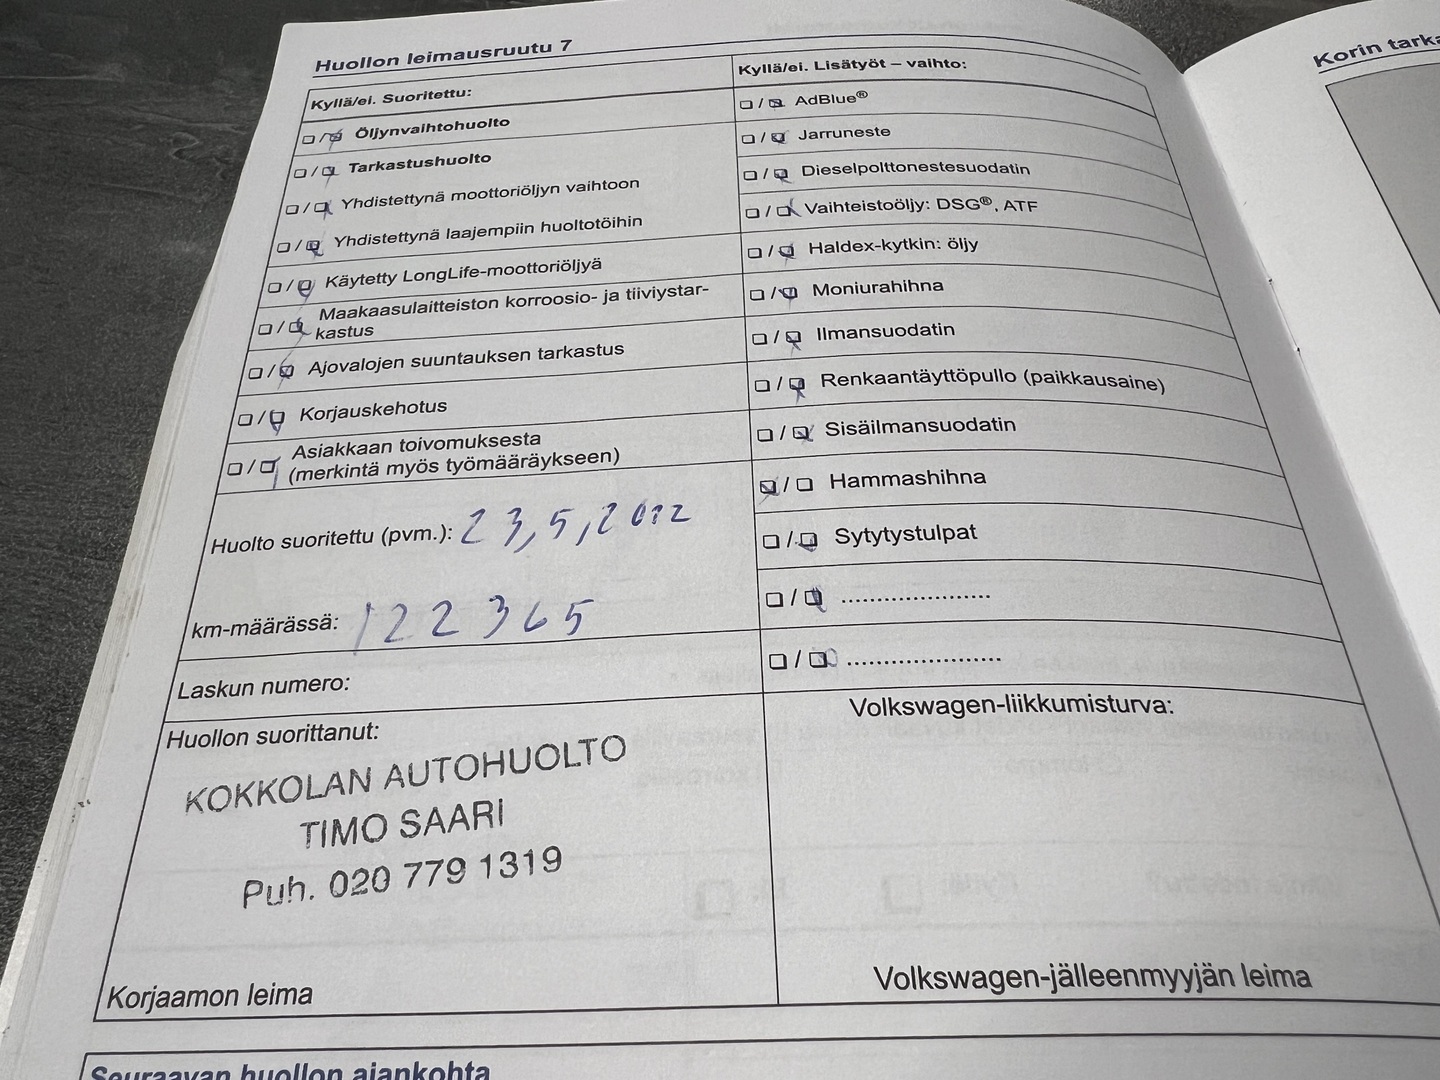 Huollon leimausruutu 7
Kyllä/ei. Suoritettu:
Öljynvaihtohuolto
Tarkastushuolto
Yhdistettynä moottoriöljyn vaihtoon
Yhdistettynä laajempiin huoltotöihin
Käytetty LongLife-moottoriöljyä
Maakaasulaitteiston korroosio- ja tiiviystar-
kastus
Ajovalojen suuntauksen tarkastus
Korjauskehotus
Asiakkaan toivomuksesta
(merkintä myös työmääräykseen)
Huolto suoritettu (pvm.): 23,5,2022
km-määrässä: 122365
Laskun numero:
Huollon suorittanut:
KOKKOLAN AUTOHUOLTO
TIMO SAARI
Puh. 020 779 1319
Korjaamon leima
Kyllä/ei. Lisätyöt – vaihto:
AdBlue®
Jarruneste
Dieselpolttonestesuodatin
Vaihteistoöljy: DSG®, ATF
Haldex-kytkin: öljy
Moniurahihna
Ilmansuodatin
Renkaantäyttöpullo (paikkausaine)
Sisäilmansuodatin
Hammashihna
Sytytystulpat
Volkswagen-liikkumisturva:
Volkswagen-jälleenmyyjän leima
Seuraavan huollon ajankohta
Korin